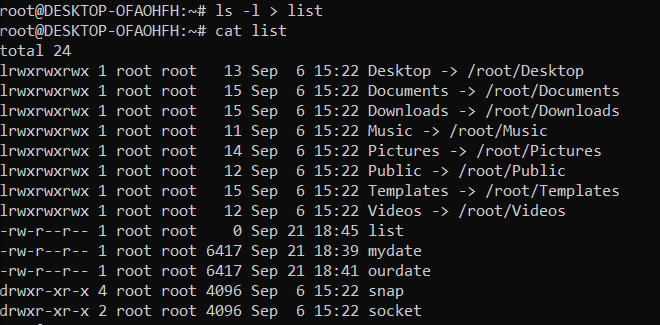 root@DESKTOP-OFAOHFH:~# ls -l > list
root@DESKTOP-OFAOHFH:~# cat list
total 24
lrwxrwxrwx 1 root root   13 Sep  6 15:22 Desktop -> /root/Desktop
lrwxrwxrwx 1 root root   15 Sep  6 15:22 Documents -> /root/Documents
lrwxrwxrwx 1 root root   15 Sep  6 15:22 Downloads -> /root/Downloads
lrwxrwxrwx 1 root root   11 Sep  6 15:22 Music -> /root/Music
lrwxrwxrwx 1 root root   14 Sep  6 15:22 Pictures -> /root/Pictures
lrwxrwxrwx 1 root root   12 Sep  6 15:22 Public -> /root/Public
lrwxrwxrwx 1 root root   15 Sep  6 15:22 Templates -> /root/Templates
lrwxrwxrwx 1 root root   12 Sep  6 15:22 Videos -> /root/Videos
-rw-r--r-- 1 root root    0 Sep 21 18:45 list
-rw-r--r-- 1 root root 6417 Sep 21 18:39 mydate
-rw-r--r-- 1 root root 6417 Sep 21 18:41 ourdate
drwxr-xr-x 4 root root 4096 Sep  6 15:22 snap
drwxr-xr-x 2 root root 4096 Sep  6 15:22 socket